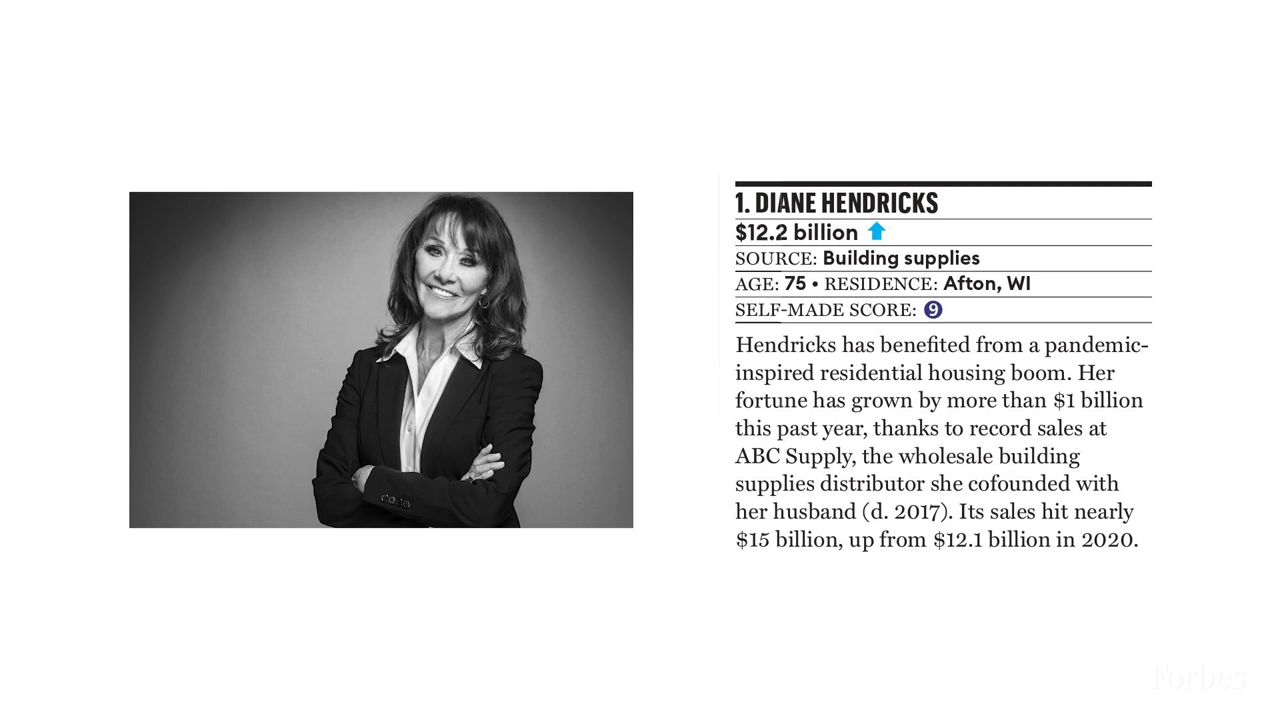 1. DIANE HENDRICKS
$12.2 billion
SOURCE: Building supplies
AGE: 75 • RESIDENCE: Afton, WI
SELF-MADE SCORE: 9
Hendricks has benefited from a pandemic-
inspired residential housing boom. Her
fortune has grown by more than $1 billion
this past year, thanks to record sales at
ABC Supply, the wholesale building
supplies distributor she cofounded with
her husband (d. 2017). Its sales hit nearly
$15 billion, up from $12.1 billion in 2020.
Forbes